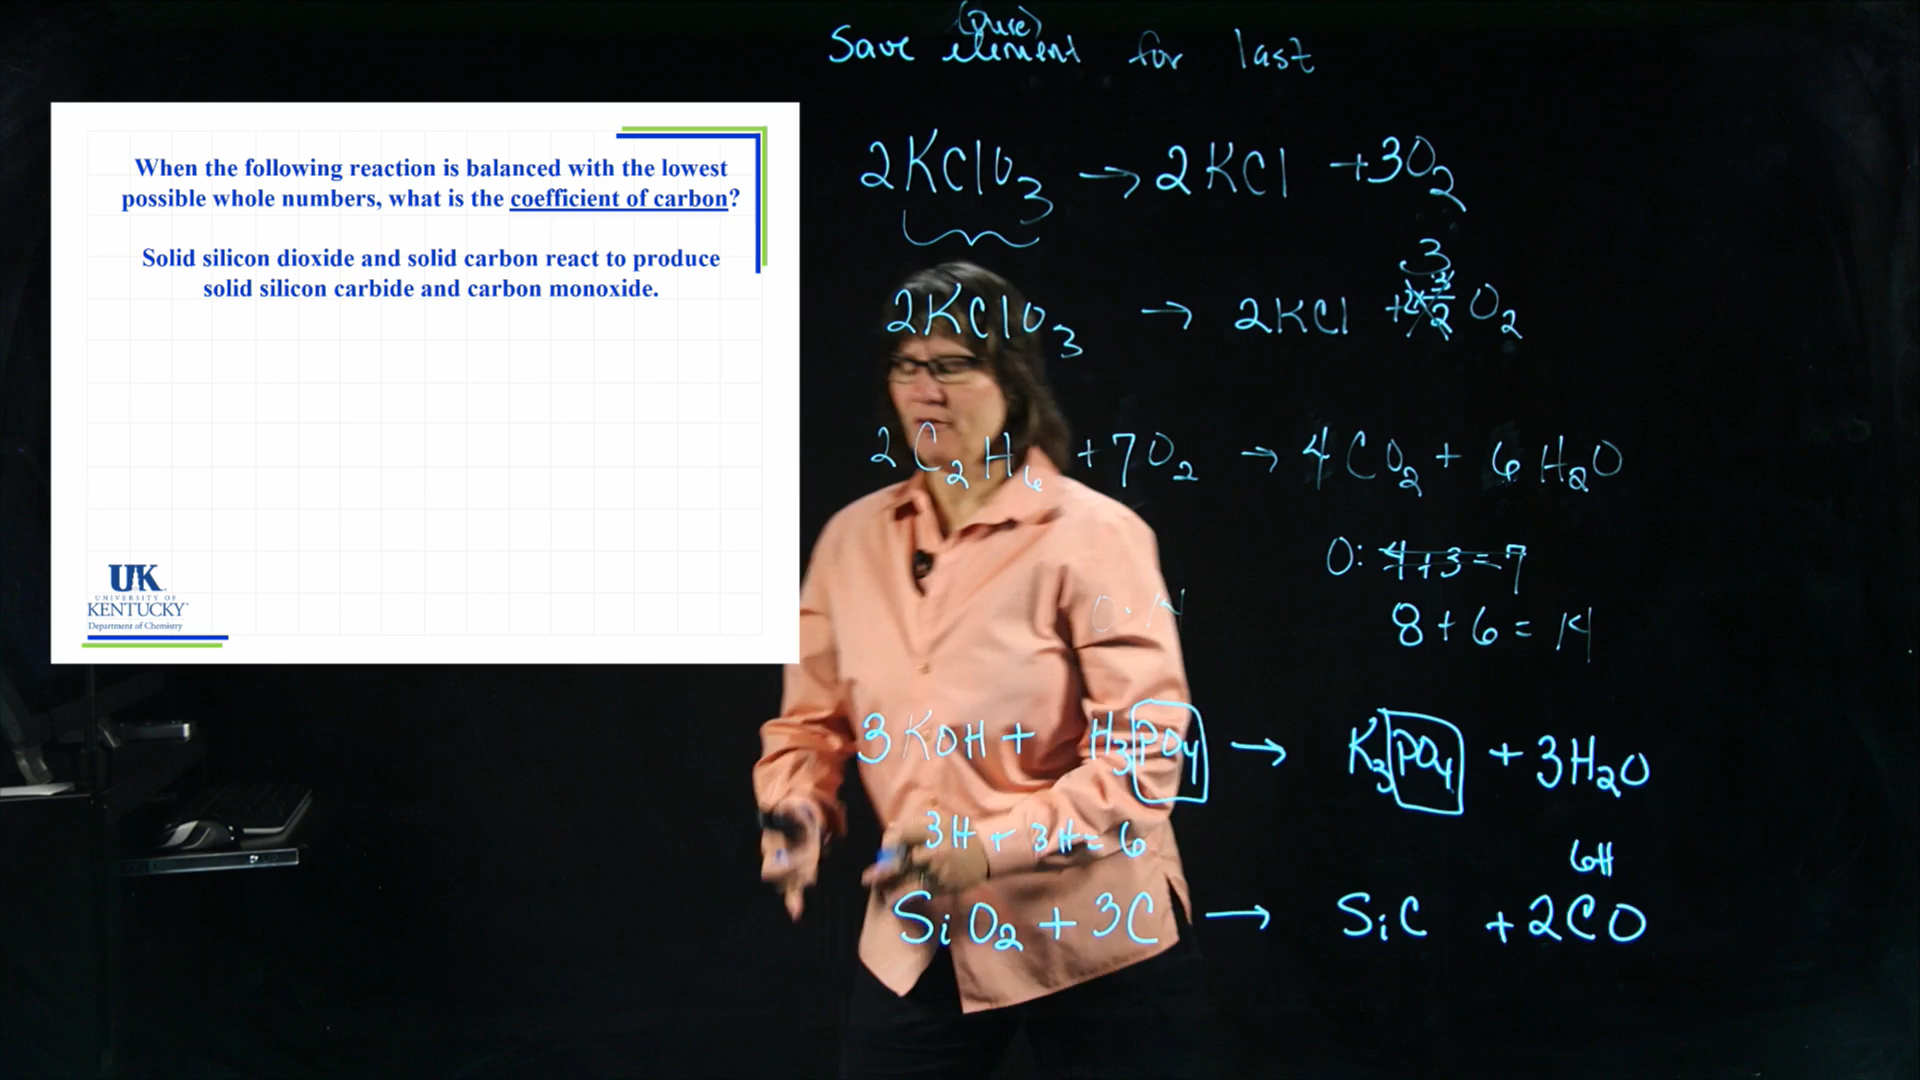 Save element for last
(pure)
When the following reaction is balanced with the lowest
possible whole numbers, what is the coefficient of carbon?
Solid silicon dioxide and solid carbon react to produce
solid silicon carbide and carbon monoxide.
UK
UNIVERSITY OF
KENTUCKY
Department of Chemistry
2KClO3 → 2KCl + 3O2
3
2KClO3 → 2KCl + 2x 3/2 O2
2C2H6 + 7O2 → 4CO2 + 6H2O
O: 4+3=7
O: 14
8+6=14
3KOH + H3PO4 → K3PO4 + 3H2O
3H + 3H = 6
6H
SiO2 + 3C → SiC + 2CO